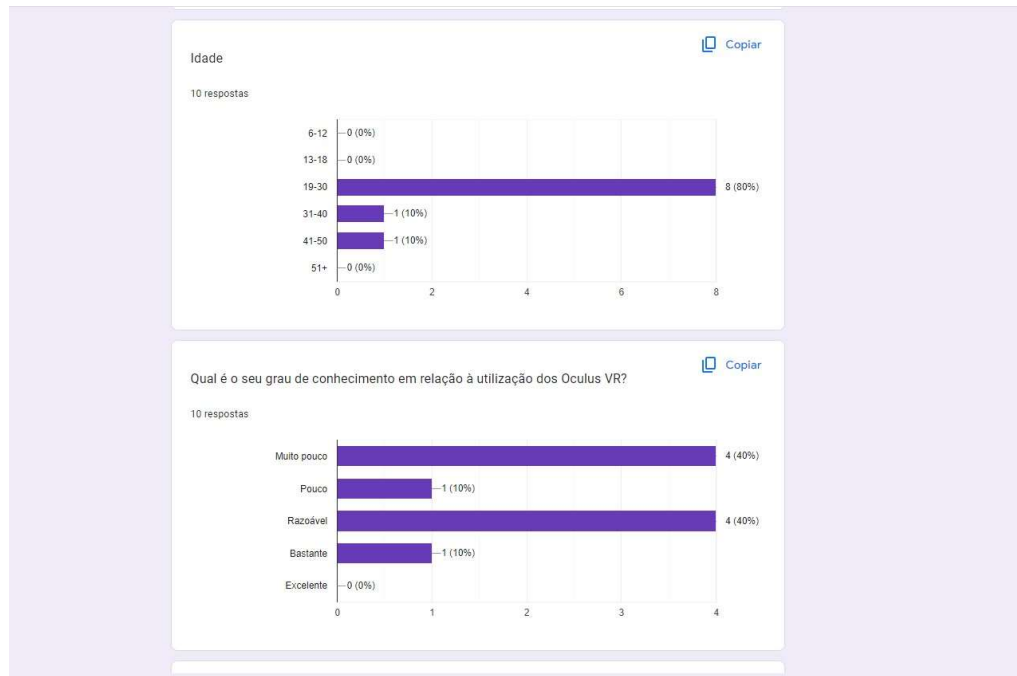 Copiar
Idade
10 respostas
6-12 0 (0%)
13-18 0 (0%)
19-30 8 (80%)
31-40 1 (10%)
41-50 1 (10%)
51+ 0 (0%)
0 2 4 6 8
Copiar
Qual é o seu grau de conhecimento em relação à utilização dos Oculus VR?
10 respostas
Muito pouco 4 (40%)
Pouco 1 (10%)
Razoável 4 (40%)
Bastante 1 (10%)
Excelente 0 (0%)
0 1 2 3 4